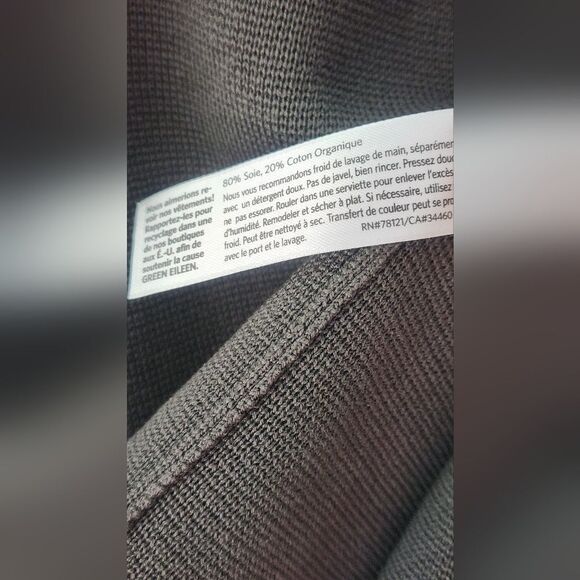 Nous aimerions re-
voir nos vêtements!
Rapportez-les pour
recyclage dans une
de nos boutiques
aux É.-U. afin de
soutenir la cause
GREEN EILEEN.
80% Soie, 20% Coton Organique
Nous vous recommandons froid de lavage de main, séparémen
avec un détergent doux. Pas de javel, bien rincer. Pressez douc
ne pas essorer. Rouler dans une serviette pour enlever l'excès
d'humidité. Remodeler et sécher à plat. Si nécessaire, utilisez
froid. Peut être nettoyé à sec. Transfert de couleur peut se pro
avec le port et le lavage.
RN#78121/CA#34460